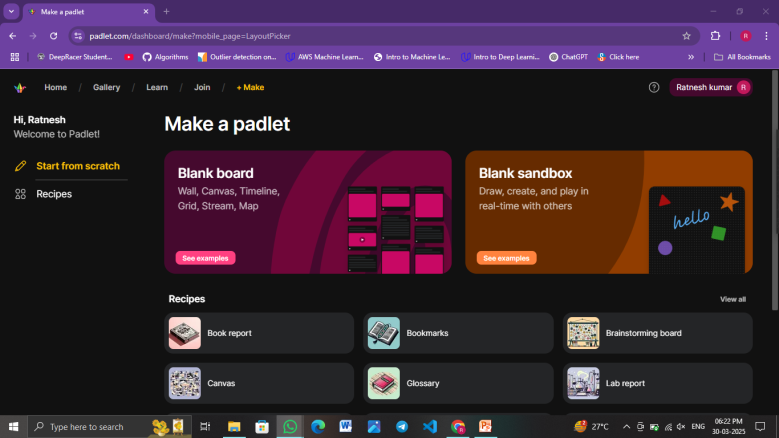 Make a padlet
padlet.com/dashboard/make?mobile_page=LayoutPicker
R
DeepRacer Student...
Algorithms
Outlier detection on...
AWS Machine Learn...
Intro to Machine Le...
Intro to Deep Learni...
ChatGPT
Click here
»
All Bookmarks
Home / Gallery / Learn / Join / + Make
Ratnesh kumar R
Hi, Ratnesh
Welcome to Padlet!
Start from scratch
Recipes
Make a padlet
Blank board
Wall, Canvas, Timeline,
Grid, Stream, Map
See examples
Blank sandbox
Draw, create, and play in
real-time with others
See examples
hello
Recipes
View all
Book report
Bookmarks
Brainstorming board
Canvas
Glossary
Lab report
Type here to search
27°C
ENG
06:22 PM
30-03-2025